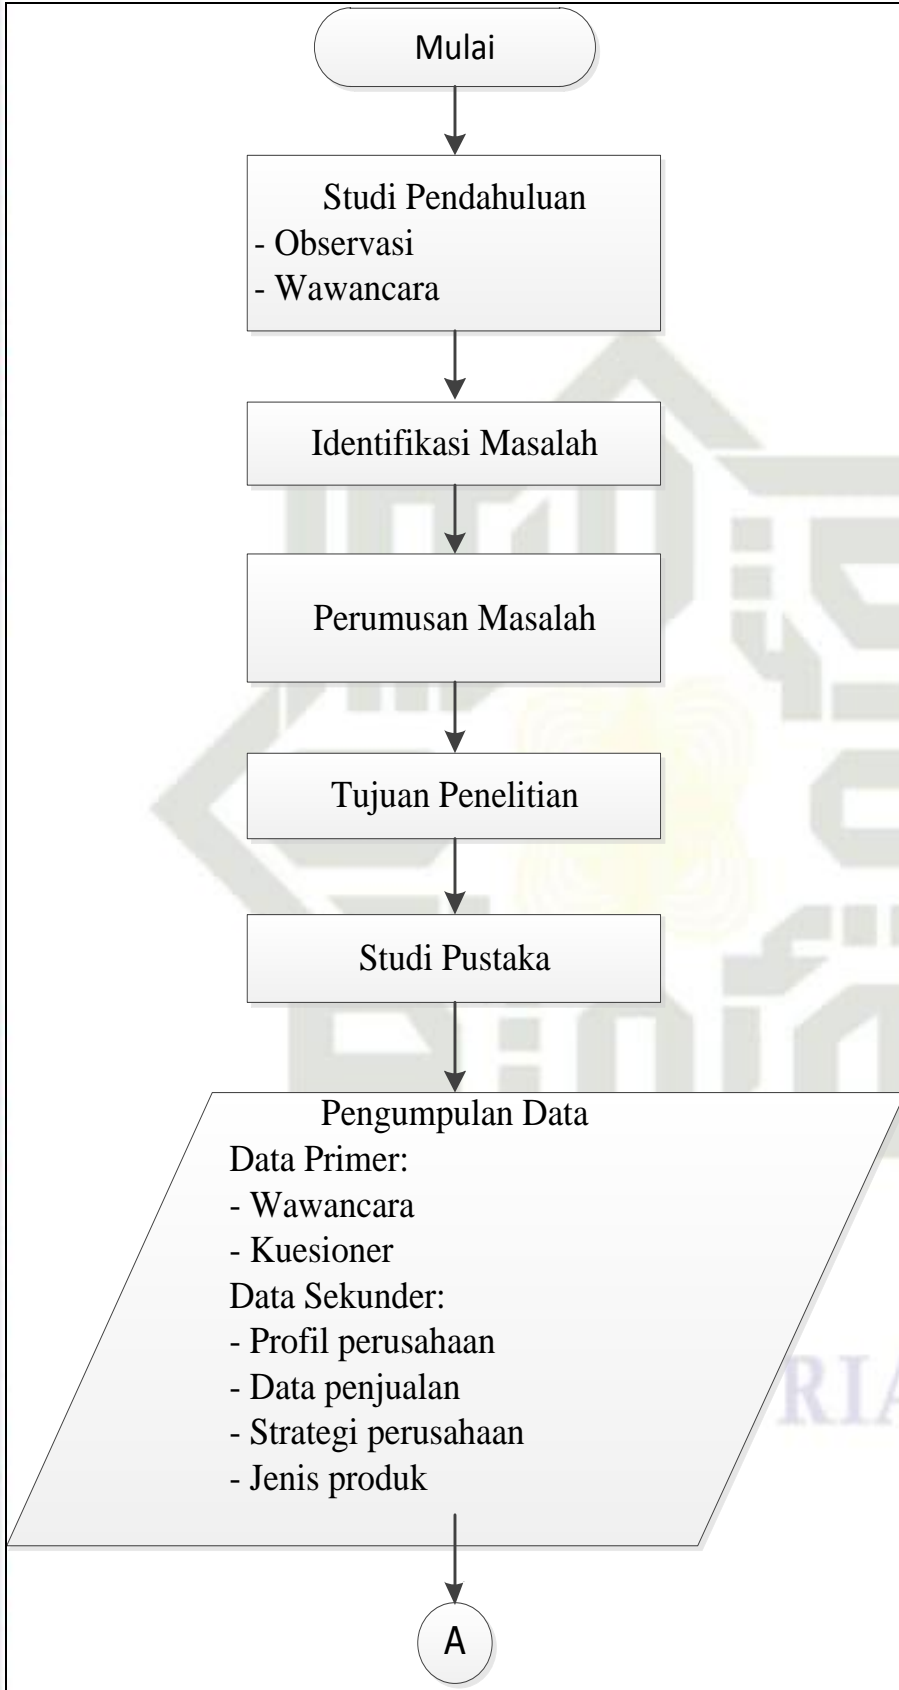 Mulai
Studi Pendahuluan
- Observasi
- Wawancara
Identifikasi Masalah
Perumusan Masalah
Tujuan Penelitian
Studi Pustaka
Pengumpulan Data
Data Primer:
- Wawancara
- Kuesioner
Data Sekunder:
- Profil perusahaan
- Data penjualan
- Strategi perusahaan
- Jenis produk
RIA
A